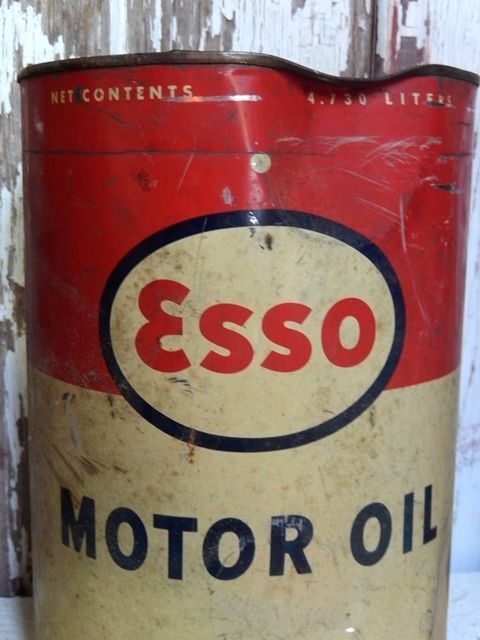 NET CONTENTS 4.730 LITERS
Esso
MOTOR OIL